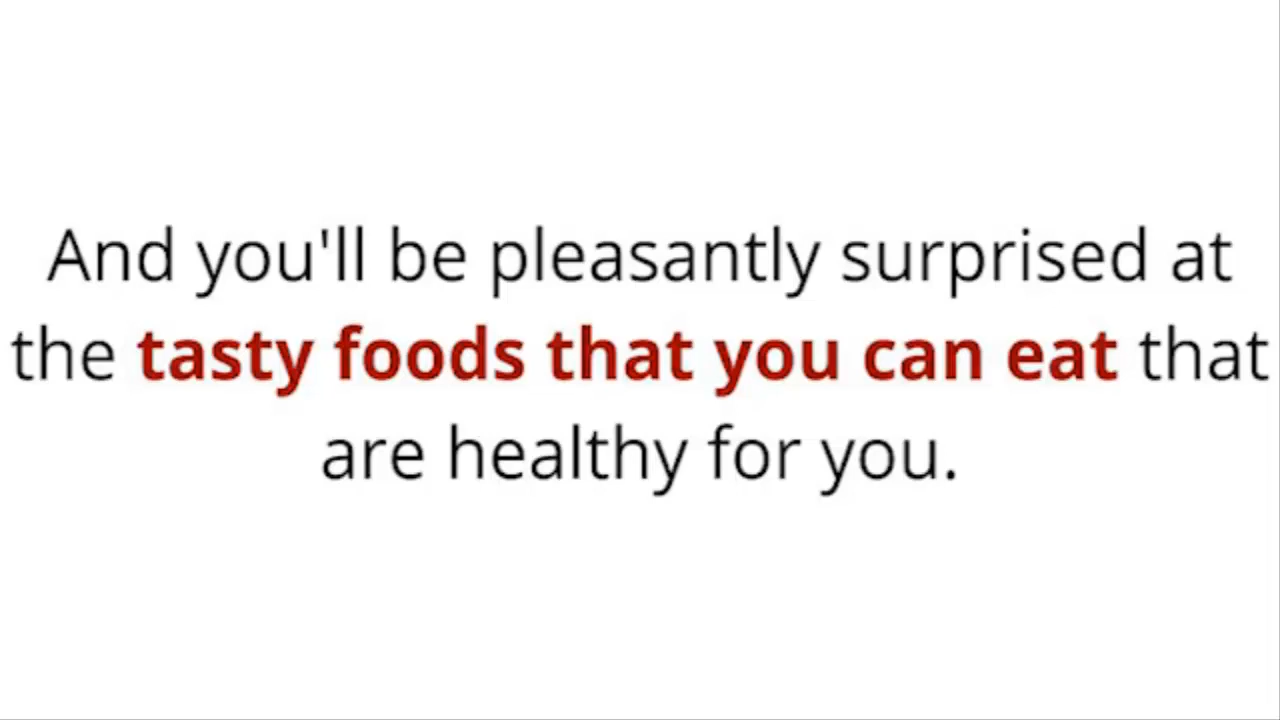 And you'll be pleasantly surprised at
the tasty foods that you can eat that
are healthy for you.